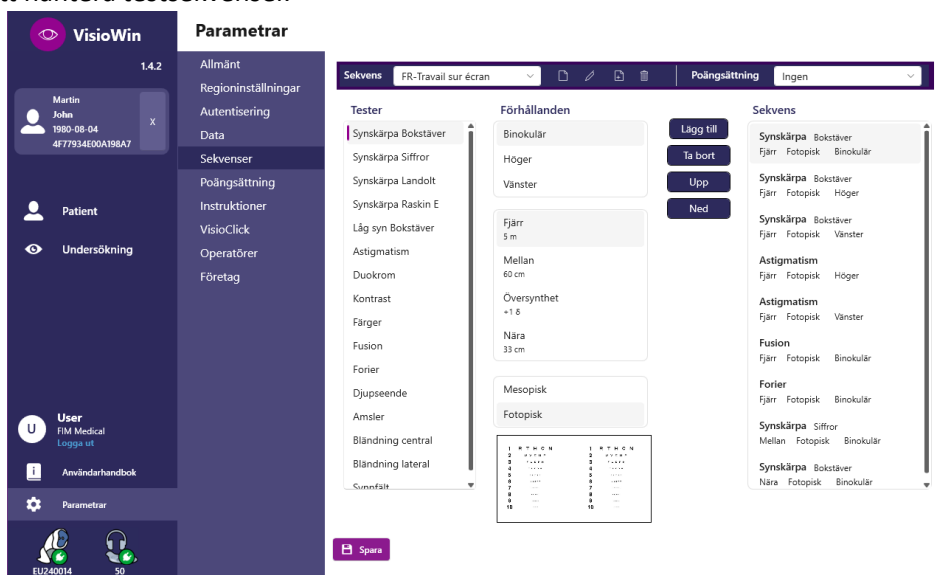 VisioWin
1.4.2
Martin
John
1980-08-04
4F77934E00A198A7
X
Patient
Undersökning
U
User
FIM Medical
Logga ut
Användarhandbok
Parametrar
EU240014
50
Parametrar
Allmänt
Regioninställningar
Autentisering
Data
Sekvenser
Poängsättning
Instruktioner
VisioClick
Operatörer
Företag
Sekvens FR-Travail sur écran Poängsättning Ingen
Tester
Synskärpa Bokstäver
Synskärpa Siffror
Synskärpa Landolt
Synskärpa Raskin E
Låg syn Bokstäver
Astigmatism
Duokrom
Kontrast
Färger
Fusion
Forier
Djupseende
Amsler
Bländning central
Bländning lateral
Synnfält
Förhållanden
Binokulär
Höger
Vänster
Fjärr
5 m
Mellan
60 cm
Översynthet
+1 δ
Nära
33 cm
Mesopisk
Fotopisk
Lägg till
Ta bort
Upp
Ned
Sekvens
Synskärpa Bokstäver
Fjärr Fotopisk Binokulär
Synskärpa Bokstäver
Fjärr Fotopisk Höger
Synskärpa Bokstäver
Fjärr Fotopisk Vänster
Astigmatism
Fjärr Fotopisk Höger
Astigmatism
Fjärr Fotopisk Vänster
Fusion
Fjärr Fotopisk Binokulär
Forier
Fjärr Fotopisk Binokulär
Synskärpa Siffror
Mellan Fotopisk Binokulär
Synskärpa Bokstäver
Nära Fotopisk Binokulär
Spara